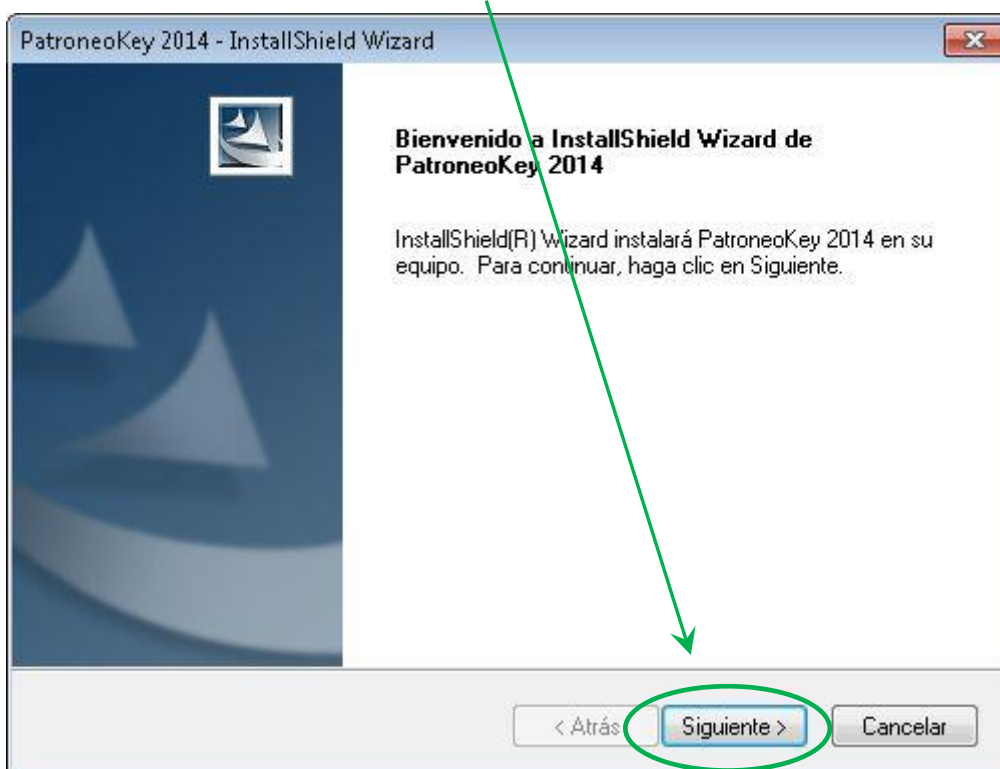 PatroneoKey 2014 - InstallShield Wizard
Bienvenido a InstallShield Wizard de
PatroneoKey 2014
InstallShield(R) Wizard instalará PatroneoKey 2014 en su
equipo. Para continuar, haga clic en Siguiente.
< Atrás Siguiente > Cancelar